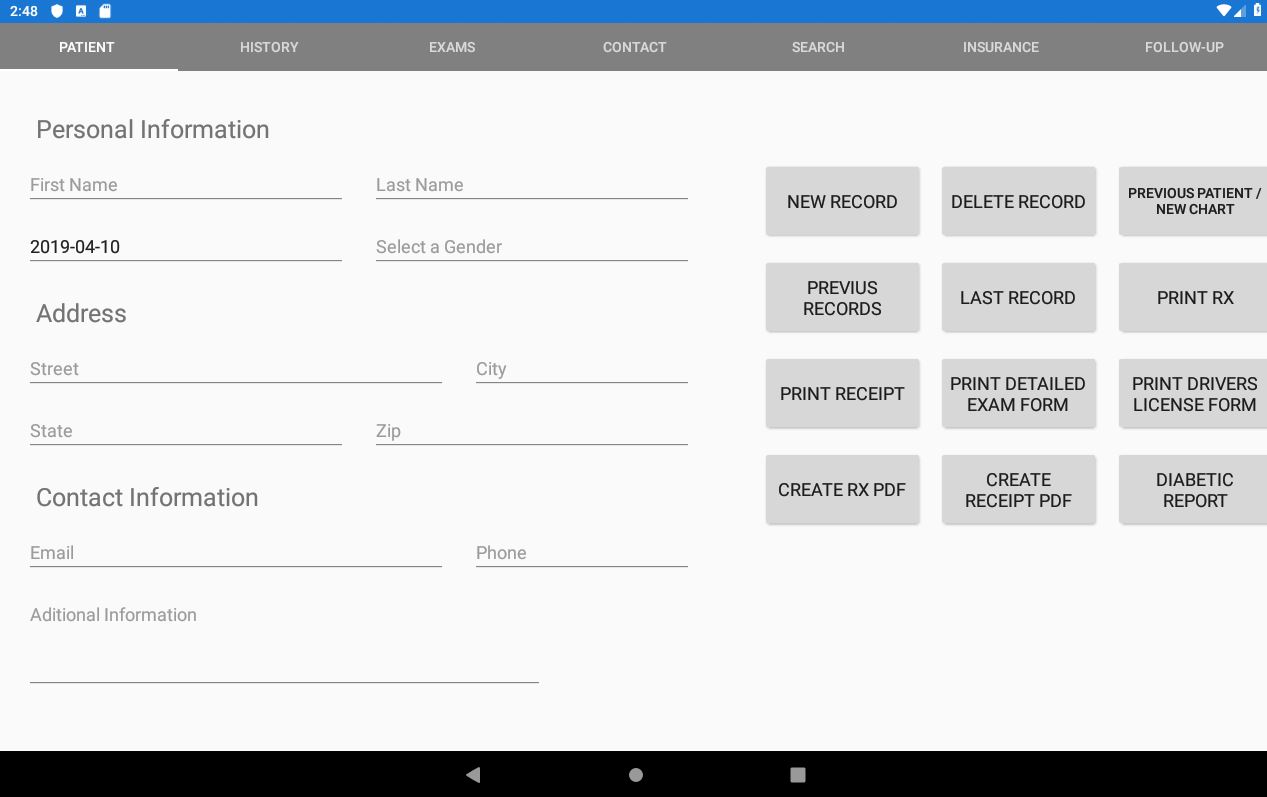 2:48
PATIENT HISTORY EXAMS CONTACT SEARCH INSURANCE FOLLOW-UP
Personal Information
First Name Last Name
2019-04-10 Select a Gender
Address
Street City
State Zip
Contact Information
Email Phone
Aditional Information
NEW RECORD
DELETE RECORD
PREVIOUS PATIENT /
NEW CHART
PREVIUS
RECORDS
LAST RECORD
PRINT RX
PRINT RECEIPT
PRINT DETAILED
EXAM FORM
PRINT DRIVERS
LICENSE FORM
CREATE RX PDF
CREATE
RECEIPT PDF
DIABETIC
REPORT